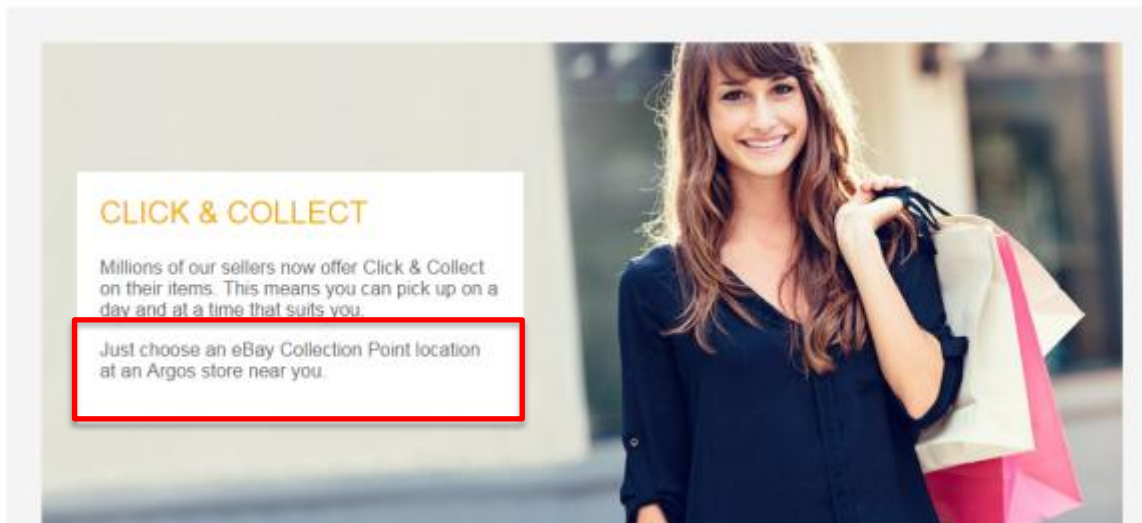 CLICK & COLLECT
Millions of our sellers now offer Click & Collect
on their items. This means you can pick up on a
day and at a time that suits you.
Just choose an eBay Collection Point location
at an Argos store near you.